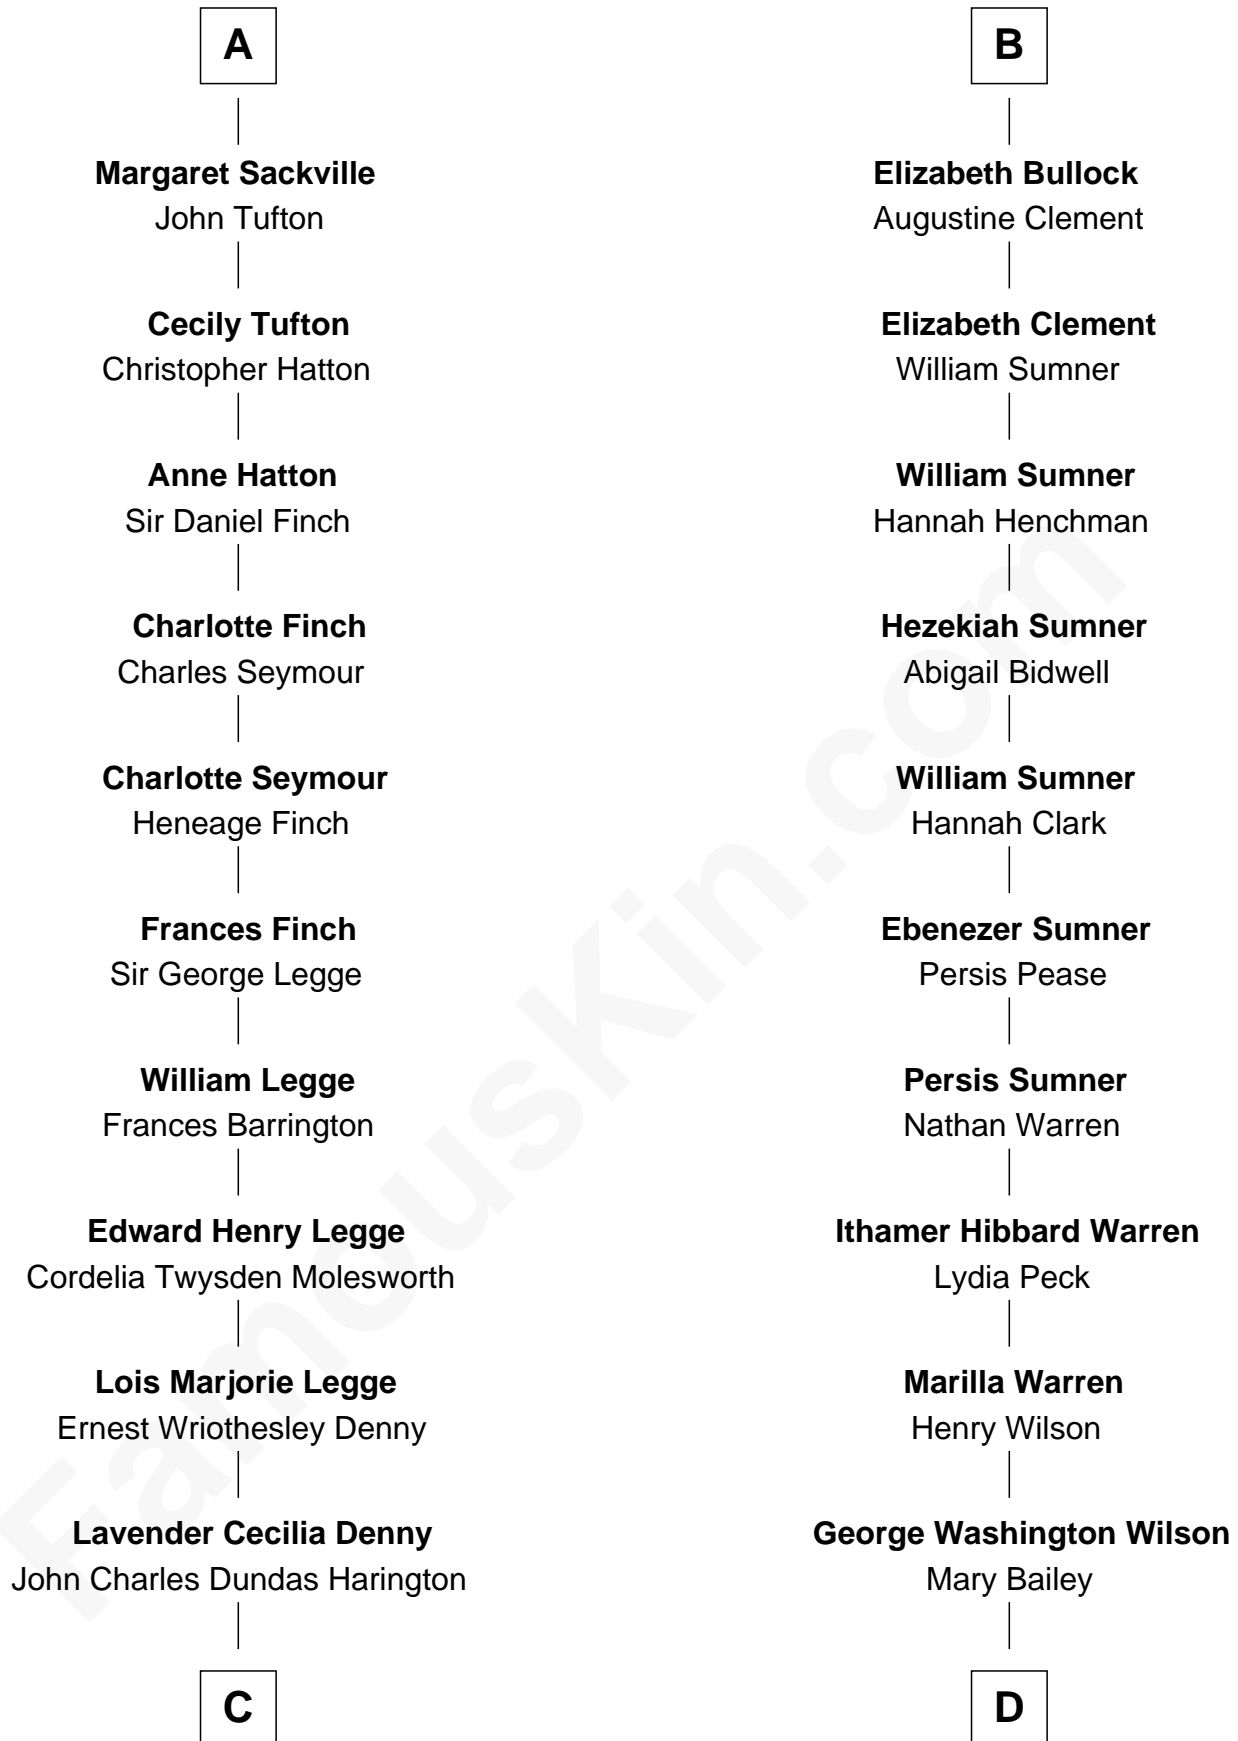 A
Margaret Sackville
John Tufton
Cecily Tufton
Christopher Hatton
Anne Hatton
Sir Daniel Finch
Charlotte Finch
Charles Seymour
Charlotte Seymour
Heneage Finch
Frances Finch
Sir George Legge
William Legge
Frances Barrington
Edward Henry Legge
Cordelia Twysden Molesworth
Lois Marjorie Legge
Ernest Wriothesley Denny
Lavender Cecilia Denny
John Charles Dundas Harington
C
B
Elizabeth Bullock
Augustine Clement
Elizabeth Clement
William Sumner
William Sumner
Hannah Henchman
Hezekiah Sumner
Abigail Bidwell
William Sumner
Hannah Clark
Ebenezer Sumner
Persis Pease
Persis Sumner
Nathan Warren
Ithamer Hibbard Warren
Lydia Peck
Marilla Warren
Henry Wilson
George Washington Wilson
Mary Bailey
D
FamousKin.com